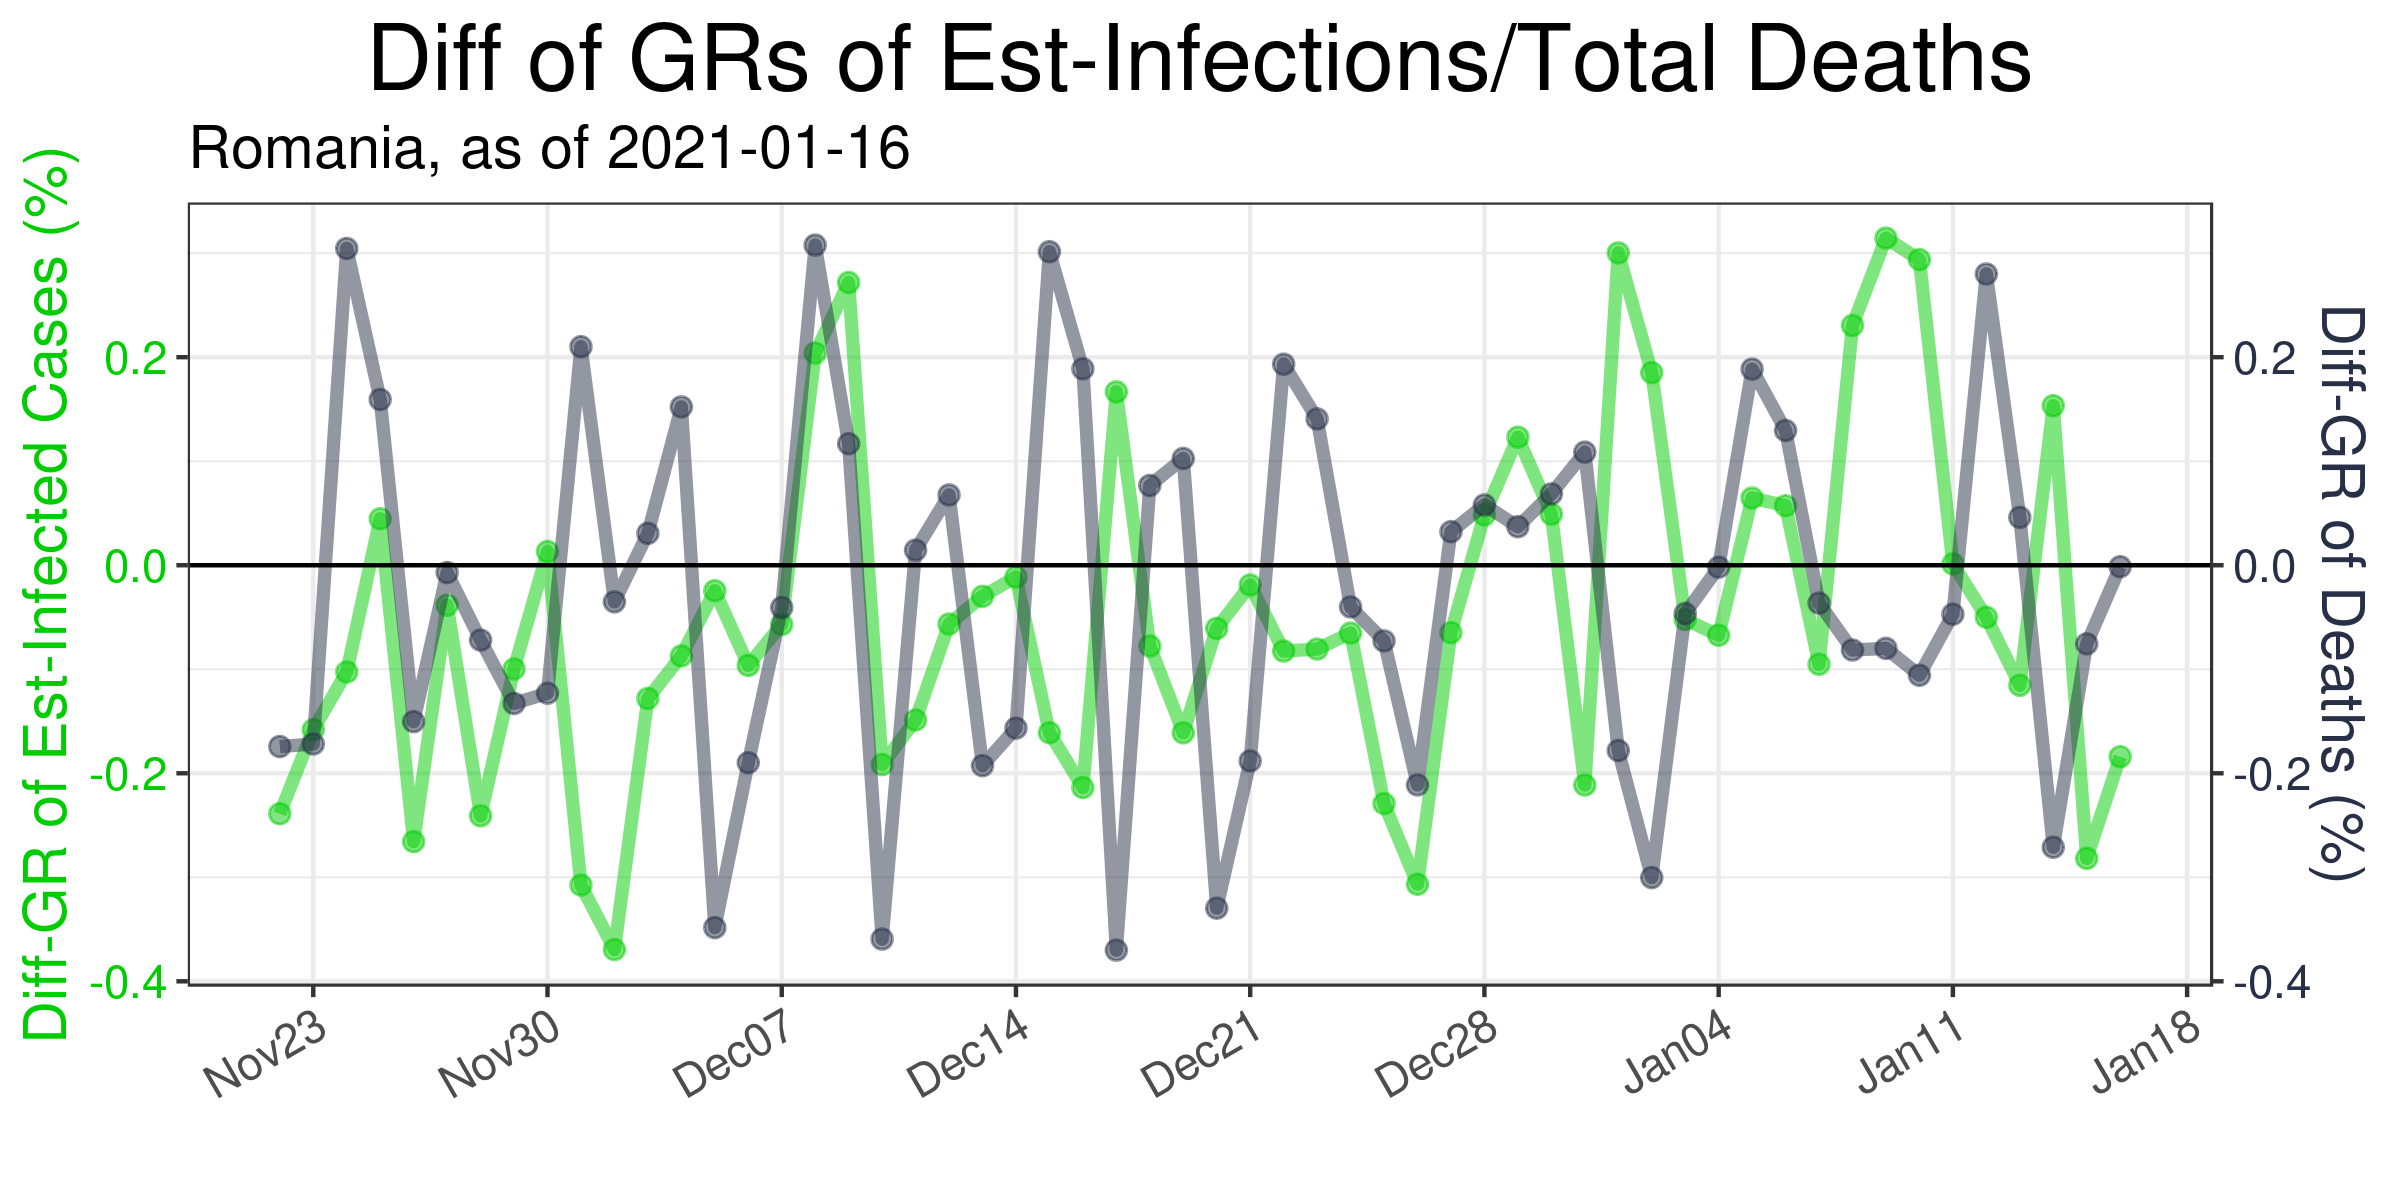 Diff of GRs of Est-Infections/Total Deaths
Romania, as of 2021-01-16
Diff-GR of Est-Infected Cases (%)
0.2
0.0
-0.2
-0.4
0.2
0.0
-0.2
-0.4
Diff-GR of Deaths (%)
Nov23
Nov30
Dec07
Dec14
Dec21
Dec28
Jan04
Jan11
Jan18